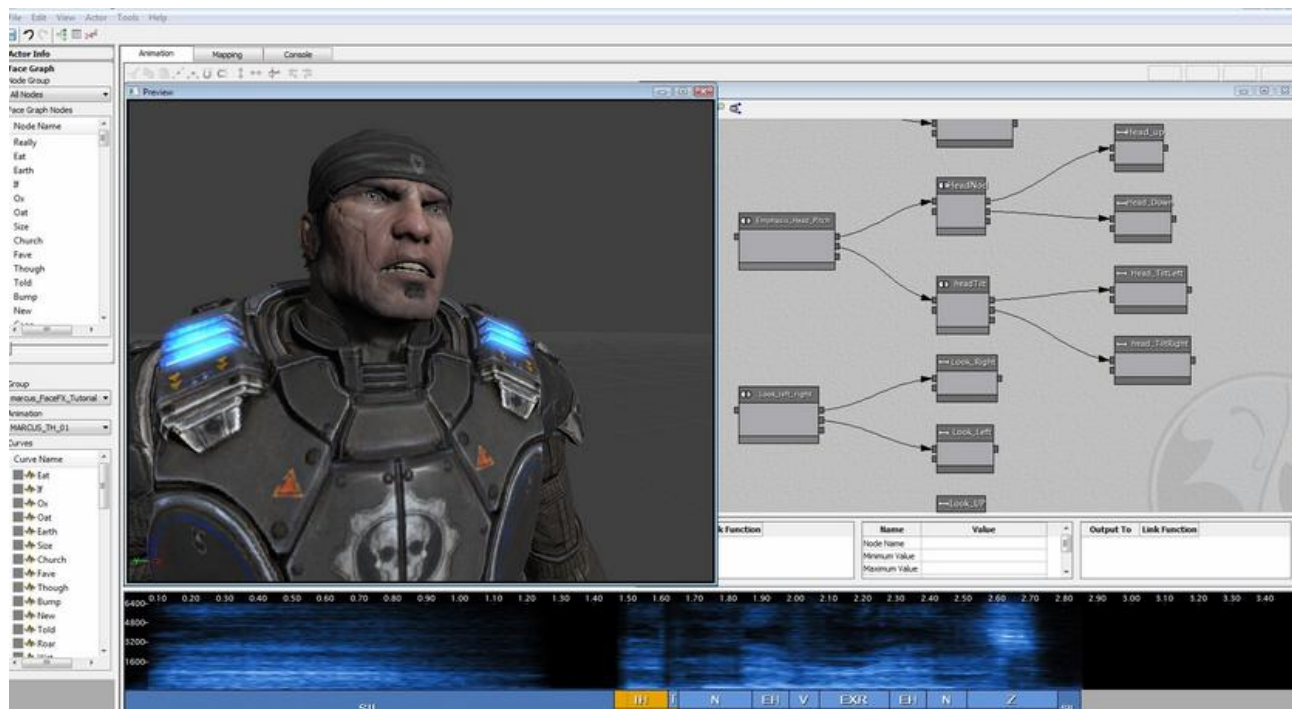 File Edit View Actor Tools Help
Actor Info
Face Graph
Node Group
All Nodes
Face Graph Nodes
Node Name
Really
Eat
Earth
If
Ox
Oat
Size
Church
Fave
Though
Told
Bump
New
Group
marcus_FaceFX_Tutorial
Animation
MARCUS_TH_01
Curves
Curve Name
Eat
If
Ox
Oat
Earth
Size
Church
Fave
Though
Bump
New
Told
Roar
Animation Mapping Console
Preview
Head_up
HeadNod
Head_Down
Emphasis_Head_Pitch
Head_TiltLeft
headTilt
head_TiltRight
Look_Right
Look_left_right
Look_Left
Look_UP
k Function
Name Value
Node Name
Minimum Value
Maximum Value
Output To Link Function
0.10 0.20 0.30 0.40 0.50 0.60 0.70 0.80 0.90 1.00 1.10 1.20 1.30 1.40 1.50 1.60 1.70 1.80 1.90 2.00 2.10 2.20 2.30 2.40 2.50 2.60 2.70 2.80 2.90 3.00 3.10 3.20 3.30 3.40
6400
4800
3200
1600
SIL IH T N EH V EXR EH N Z SIL